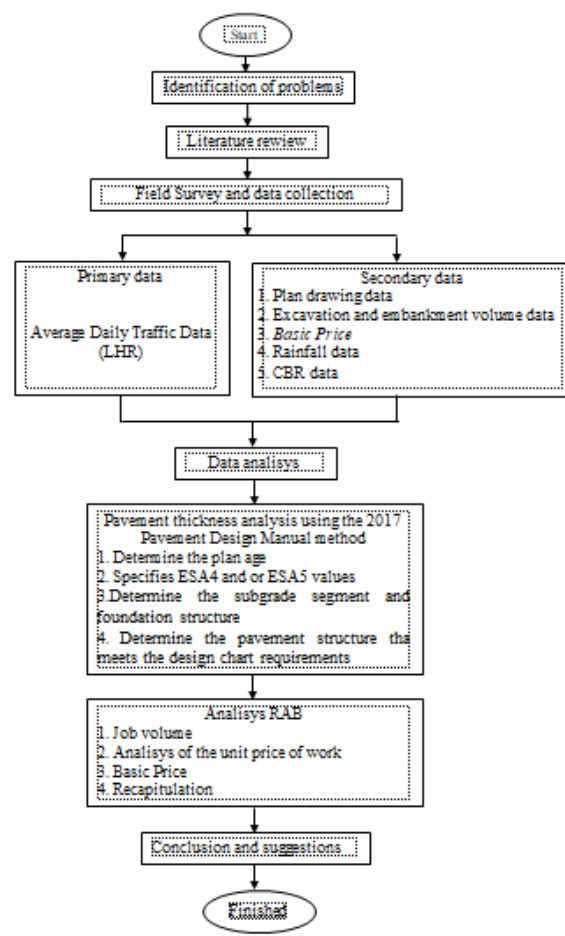 Start
Identification of problems
Literature rewiew
Field Survey and data collection
Primary data
Average Daily Traffic Data
(LHR)
Secondary data
1. Plan drawing data
2. Excavation and embankment volume data
3. Basic Price
4. Rainfall data
5. CBR data
Data analisys
Pavement thickness analysis using the 2017
Pavement Design Manual method
1. Determine the plan age
2. Specifies ESA4 and or ESA5 values
3.Determine the subgrade segment and
foundation structure
4. Determine the pavement structure tha
meets the design chart requirements
Analisys RAB
1. Job volume
2. Analisys of the unit price of work
3. Basic Price
4. Recapitulation
Conclusion and suggestions
Finished